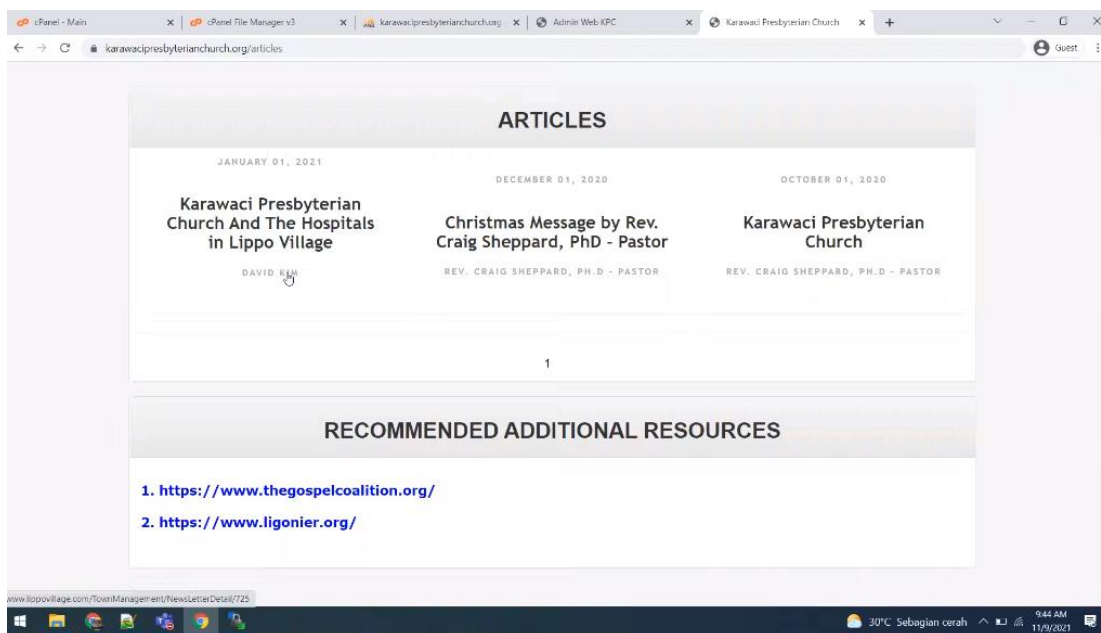 cPanel - Main
cPanel File Manager v3
karawacipresbyterianchurch.org
Admin Web KPC
Karawaci Presbyterian Church
karawacipresbyterianchurch.org/articles
Guest
ARTICLES
JANUARY 01, 2021
Karawaci Presbyterian
Church And The Hospitals
in Lippo Village
DAVID KIM
DECEMBER 01, 2020
Christmas Message by Rev.
Craig Sheppard, PhD - Pastor
REV. CRAIG SHEPPARD, PH.D - PASTOR
OCTOBER 01, 2020
Karawaci Presbyterian
Church
REV. CRAIG SHEPPARD, PH.D - PASTOR
1
RECOMMENDED ADDITIONAL RESOURCES
1. https://www.thegospelcoalition.org/
2. https://www.ligonier.org/
www.lippovillage.com/TownManagement/NewsLetterDetail/725
30°C Sebagian cerah
9:44 AM
11/9/2021